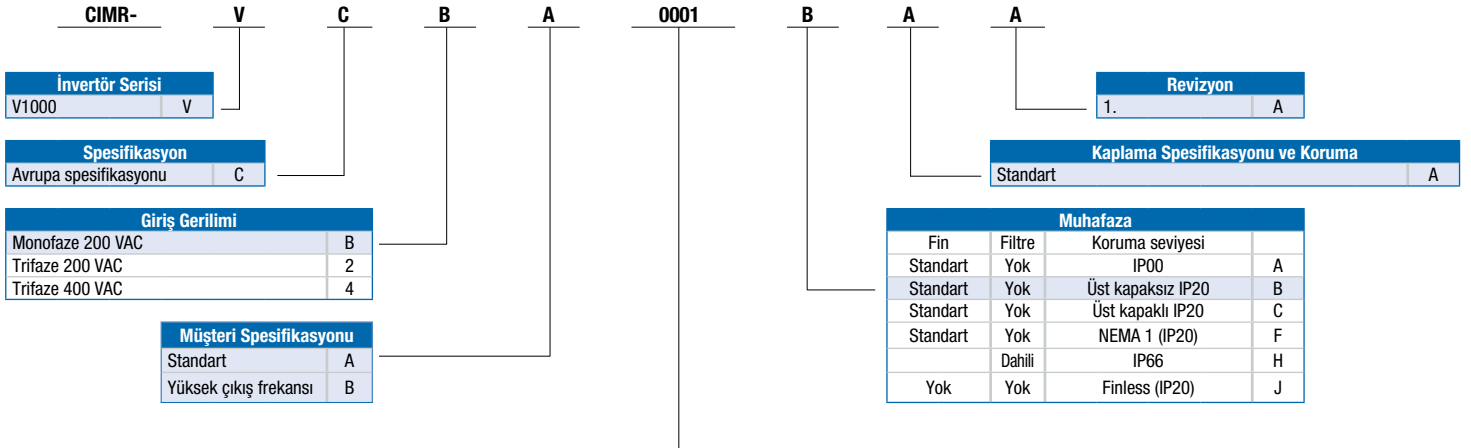 CIMR- V C B A 0001 B A A
İnvertör Serisi
V1000 V
Spesifikasyon
Avrupa spesifikasyonu C
Giriş Gerilimi
Monofaze 200 VAC B
Trifaze 200 VAC 2
Trifaze 400 VAC 4
Müşteri Spesifikasyonu
Standart A
Yüksek çıkış frekansı B
Revizyon
1. A
Kaplama Spesifikasyonu ve Koruma
Standart A
Muhafaza
Fin Filtre Koruma seviyesi
Standart Yok IP00 A
Standart Yok Üst kapaksız IP20 B
Standart Yok Üst kapaklı IP20 C
Standart Yok NEMA 1 (IP20) F
Dahili IP66 H
Yok Yok Finless (IP20) J